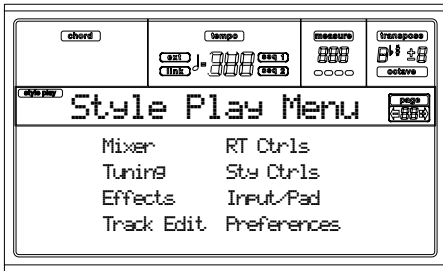 chord
tempo
measure
transpose
ext
link
seq 1
seq 2
octave
style play
Style Play Menu
page
Mixer RT Ctrls
Tuning Sty Ctrls
Effects Input/Pad
Track Edit Preferences